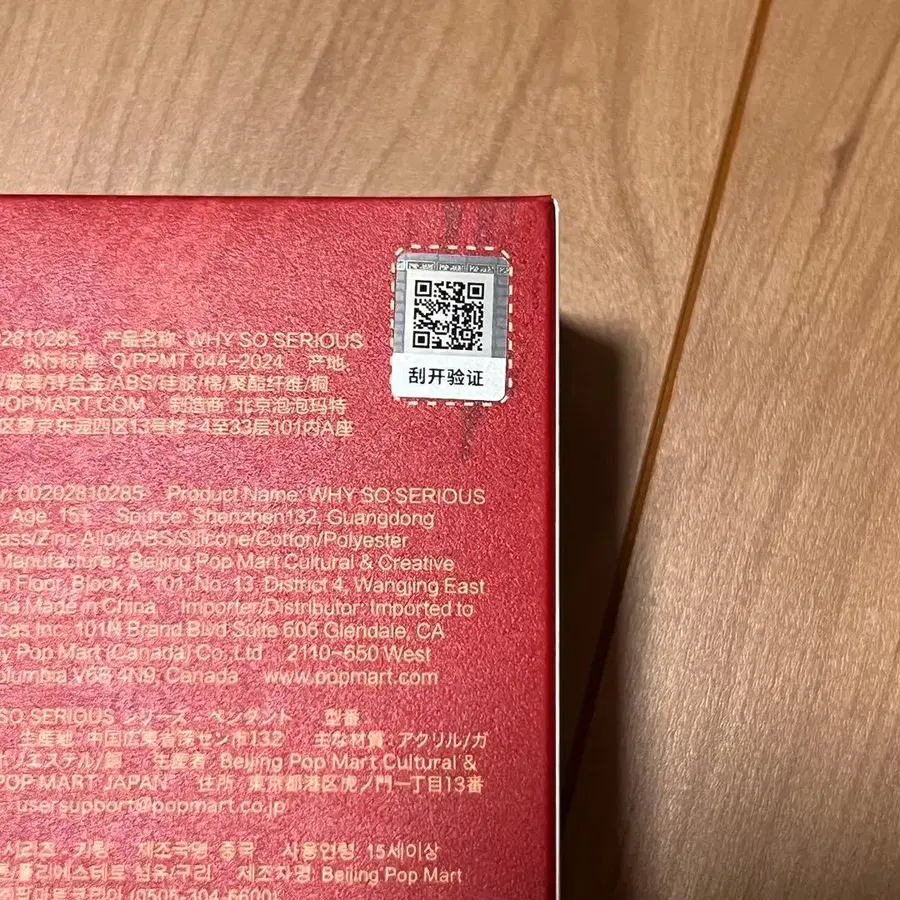 刮开验证
2810285 产品名称: WHY SO SERIOUS
执行标准: Q/PPMT 044-2024 产地:
/锌合金/ABS/硅胶/棉/聚酯纤维/铜
POPMART.COM 制造商 北京泡泡玛特
区望京东园四区13号楼-4至33层101内A座
: 00202810285 Product Name: WHY SO SERIOUS
Age: 15+ Source: Shenzhen132, Guangdong
ass/Zinc Alloy/ABS/Silicone/Cotton/Polyester
Manufacturer: Beijing Pop Mart Cultural & Creative
h Floor, Block A 101, No. 13, District 4, Wangjing East
na Made in China Importer/Distributor: Imported to
cas Inc. 101N Brand Blvd Suite 606 Glendale, CA
y Pop Mart (Canada) Co., Ltd 2110-650 West
olumbia V6B 4N9, Canada www.popmart.com
SO SERIOUS シリーズ - ペンダント 型番:
生産地: 中国広東省深セン市132 主な材質: アクリル/ガ
ポリエステル/銅 生産者: Beijing Pop Mart Cultural &
POP MART JAPAN 住所: 東京都港区虎ノ門一丁目13番
usersupport@popmart.co.jp
시리즈 - 키링 제조국명: 중국 사용연령: 15세이상
폴리에스테르 섬유/구리 제조자명: Beijing Pop Mart
팝마트코리아 (0505-304-6600)